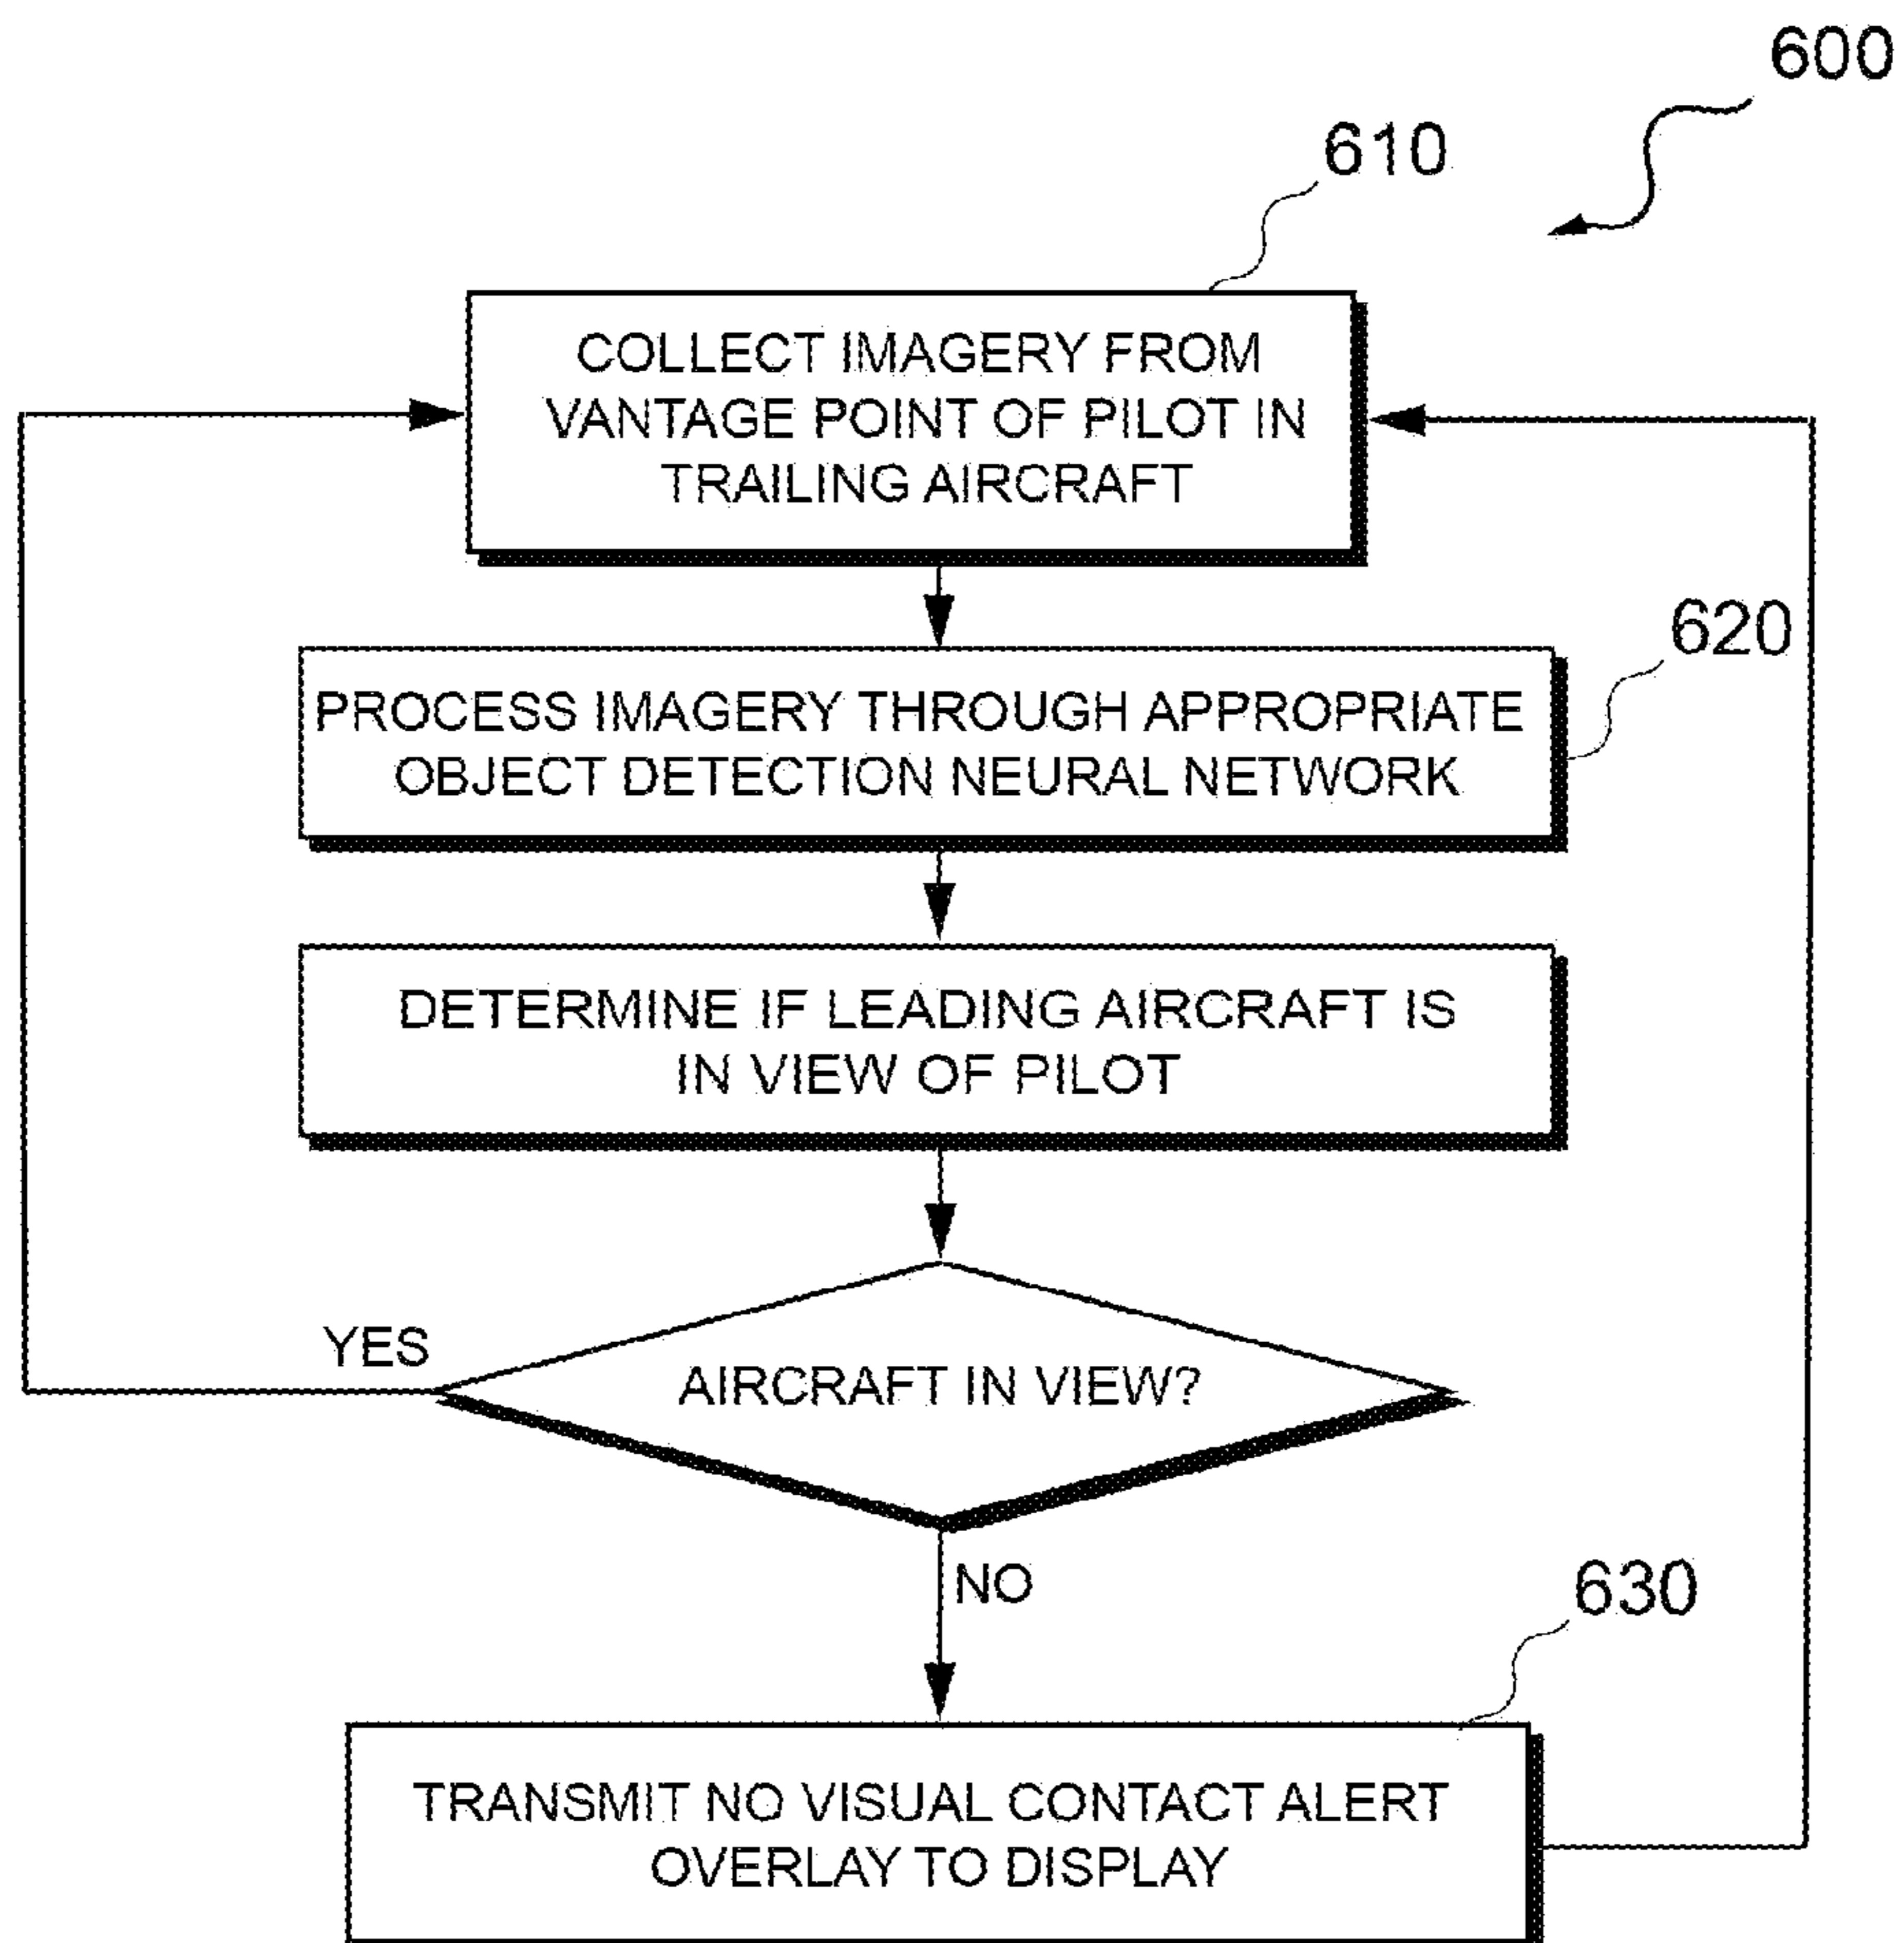 600
610
COLLECT IMAGERY FROM
VANTAGE POINT OF PILOT IN
TRAILING AIRCRAFT
620
PROCESS IMAGERY THROUGH APPROPRIATE
OBJECT DETECTION NEURAL NETWORK
DETERMINE IF LEADING AIRCRAFT IS
IN VIEW OF PILOT
YES
AIRCRAFT IN VIEW?
NO
630
TRANSMIT NO VISUAL CONTACT ALERT
OVERLAY TO DISPLAY